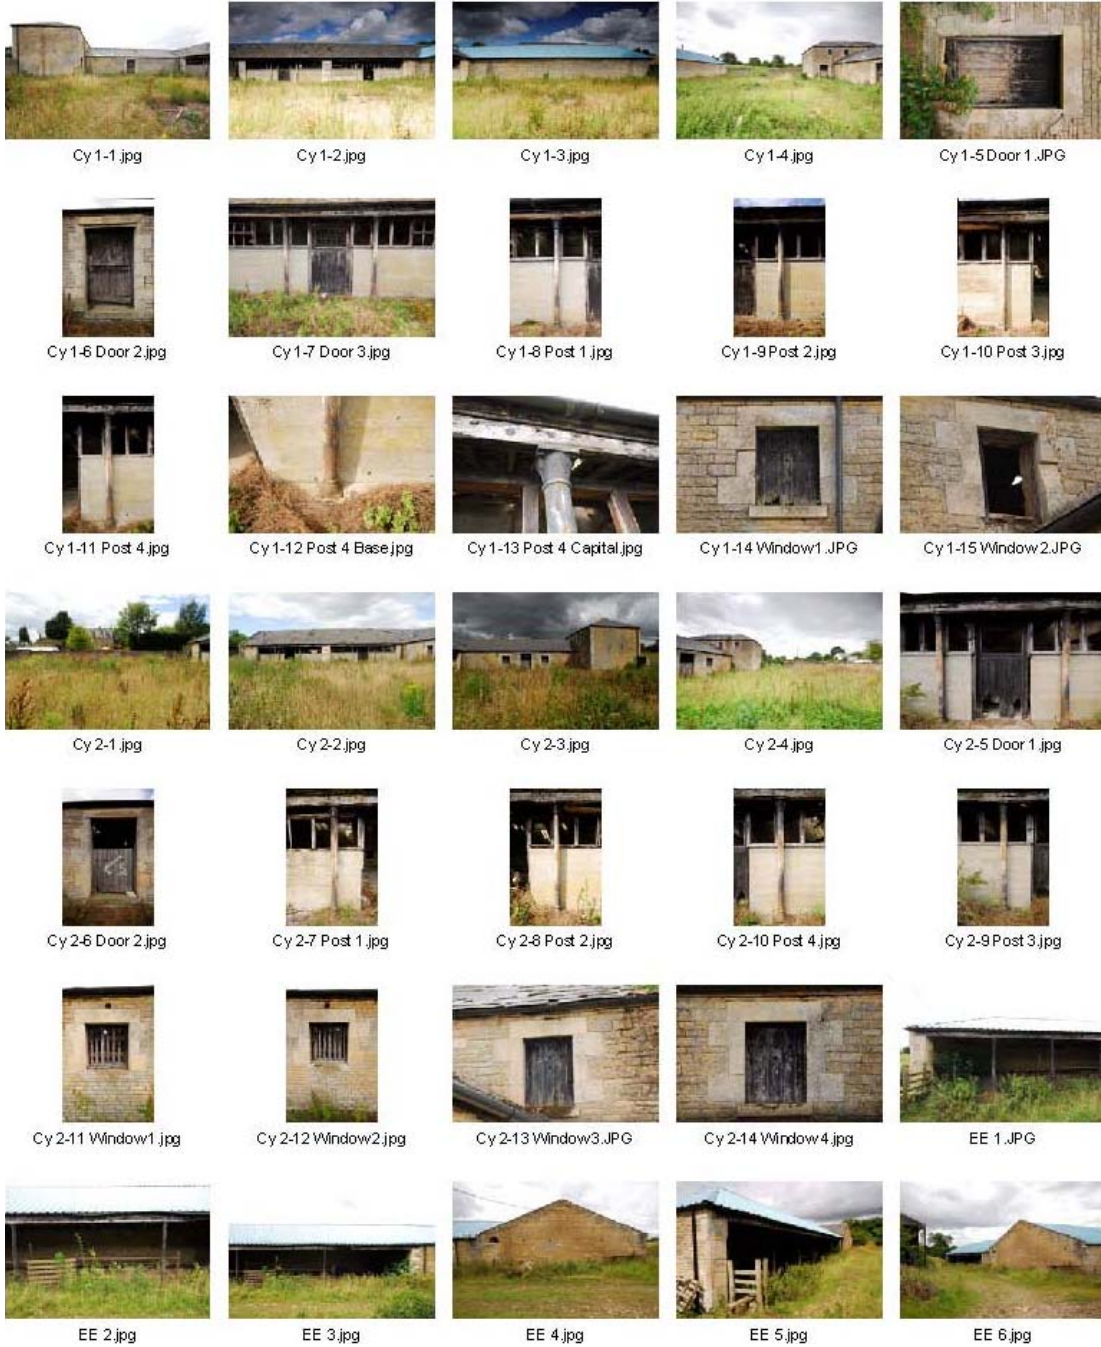 Cy 1-1.jpg
Cy 1-2.jpg
Cy 1-3.jpg
Cy 1-4.jpg
Cy 1-5 Door 1.JPG
Cy 1-6 Door 2.jpg
Cy 1-7 Door 3.jpg
Cy 1-8 Post 1.jpg
Cy 1-9 Post 2.jpg
Cy 1-10 Post 3.jpg
Cy 1-11 Post 4.jpg
Cy 1-12 Post 4 Base.jpg
Cy 1-13 Post 4 Capital.jpg
Cy 1-14 Window 1.JPG
Cy 1-15 Window 2.JPG
Cy 2-1.jpg
Cy 2-2.jpg
Cy 2-3.jpg
Cy 2-4.jpg
Cy 2-5 Door 1.jpg
Cy 2-6 Door 2.jpg
Cy 2-7 Post 1.jpg
Cy 2-8 Post 2.jpg
Cy 2-10 Post 4.jpg
Cy 2-9 Post 3.jpg
Cy 2-11 Window 1.jpg
Cy 2-12 Window 2.jpg
Cy 2-13 Window 3.JPG
Cy 2-14 Window 4.jpg
EE 1.JPG
EE 2.jpg
EE 3.jpg
EE 4.jpg
EE 5.jpg
EE 6.jpg